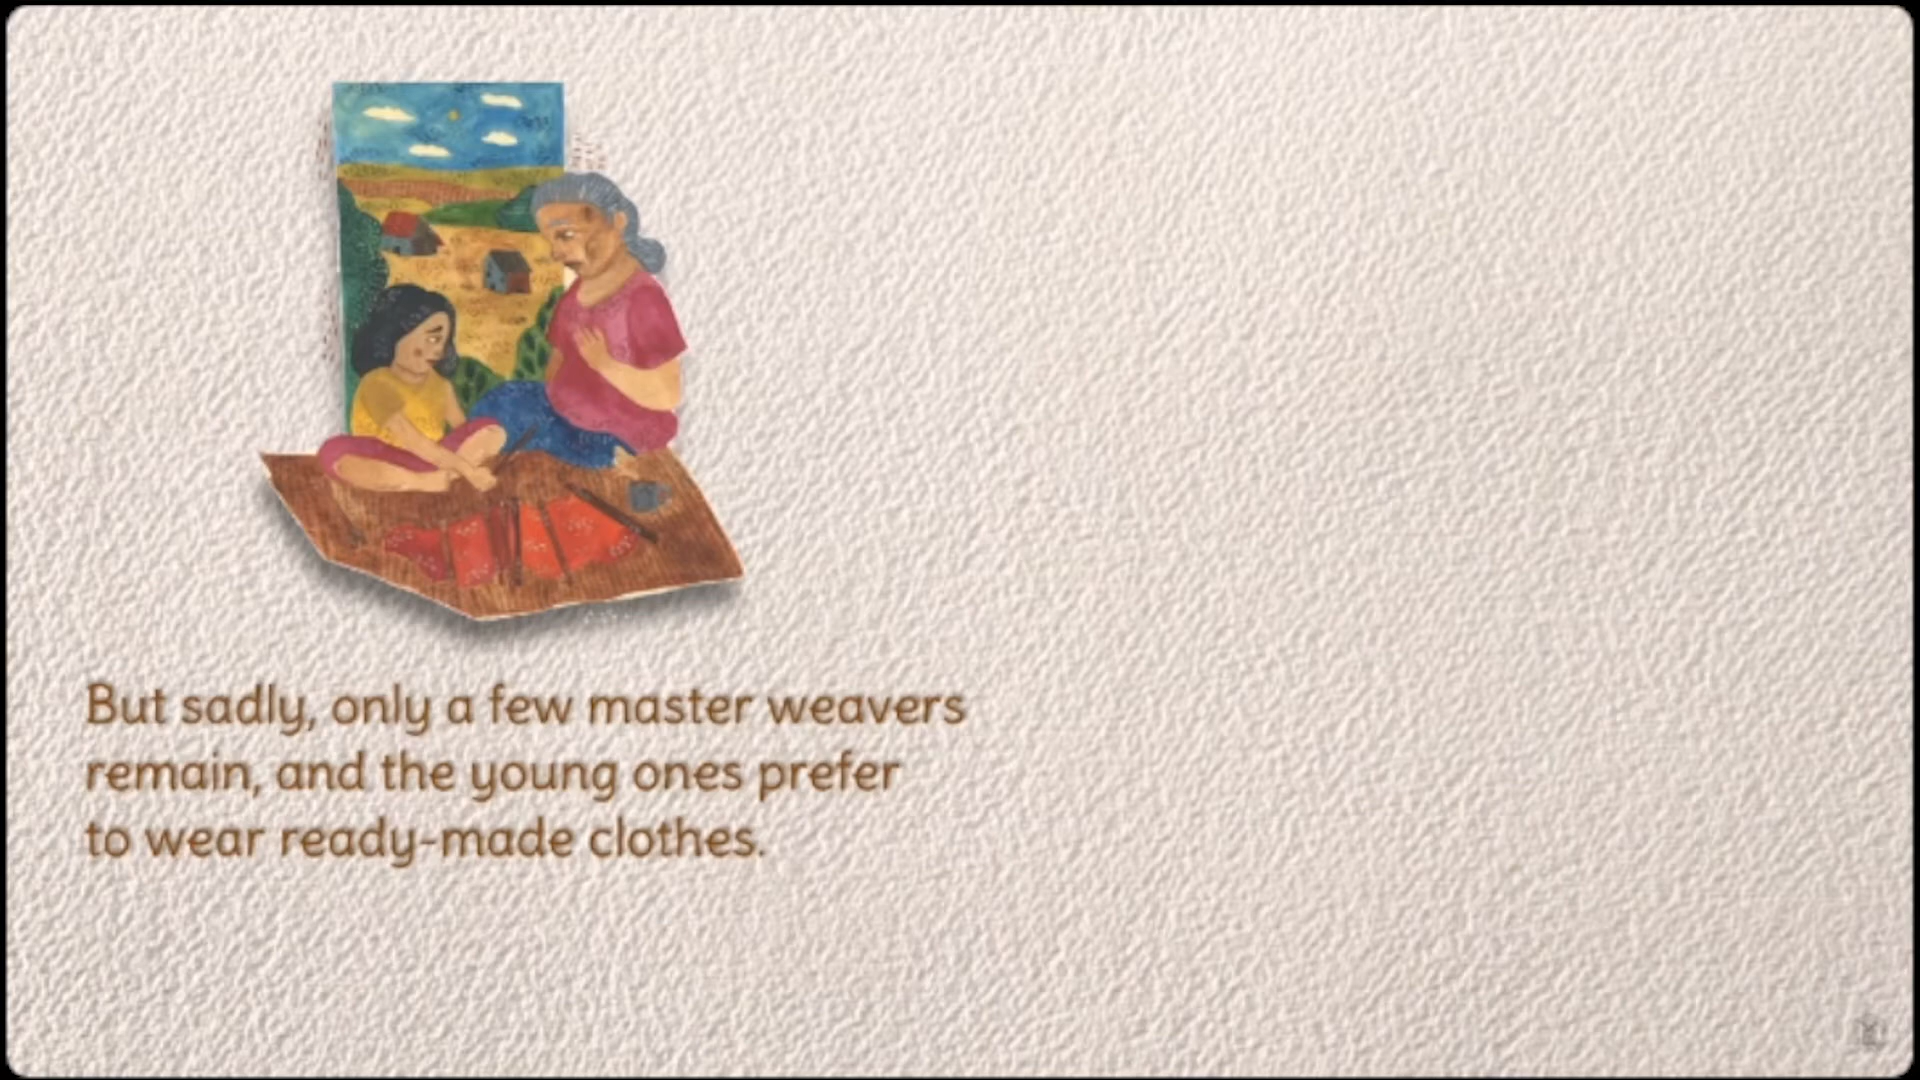 But sadly, only a few master weavers
remain, and the young ones prefer
to wear ready-made clothes.